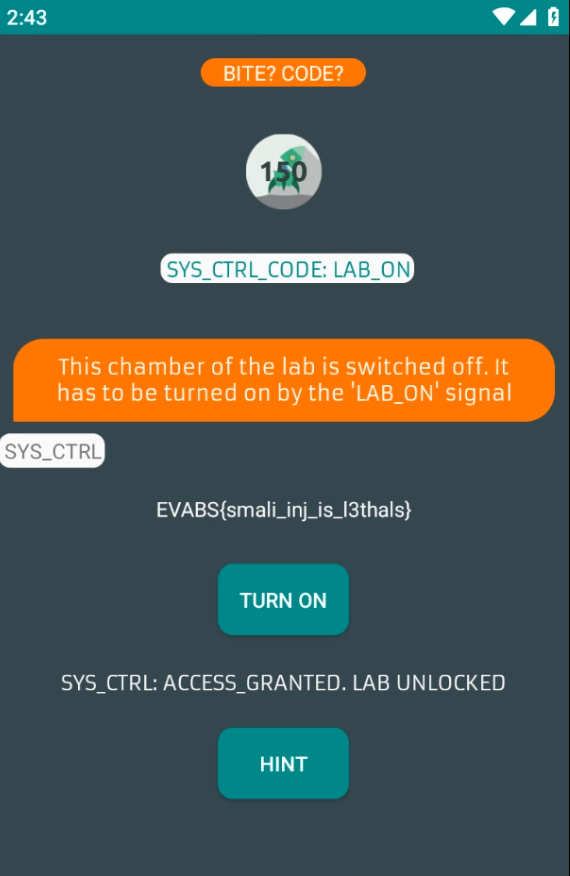 2:43
BITE? CODE?
150
SYS_CTRL_CODE: LAB_ON
This chamber of the lab is switched off. It
has to be turned on by the 'LAB_ON' signal
SYS_CTRL
EVABS{smali_inj_is_l3thals}
TURN ON
SYS_CTRL: ACCESS_GRANTED. LAB UNLOCKED
HINT